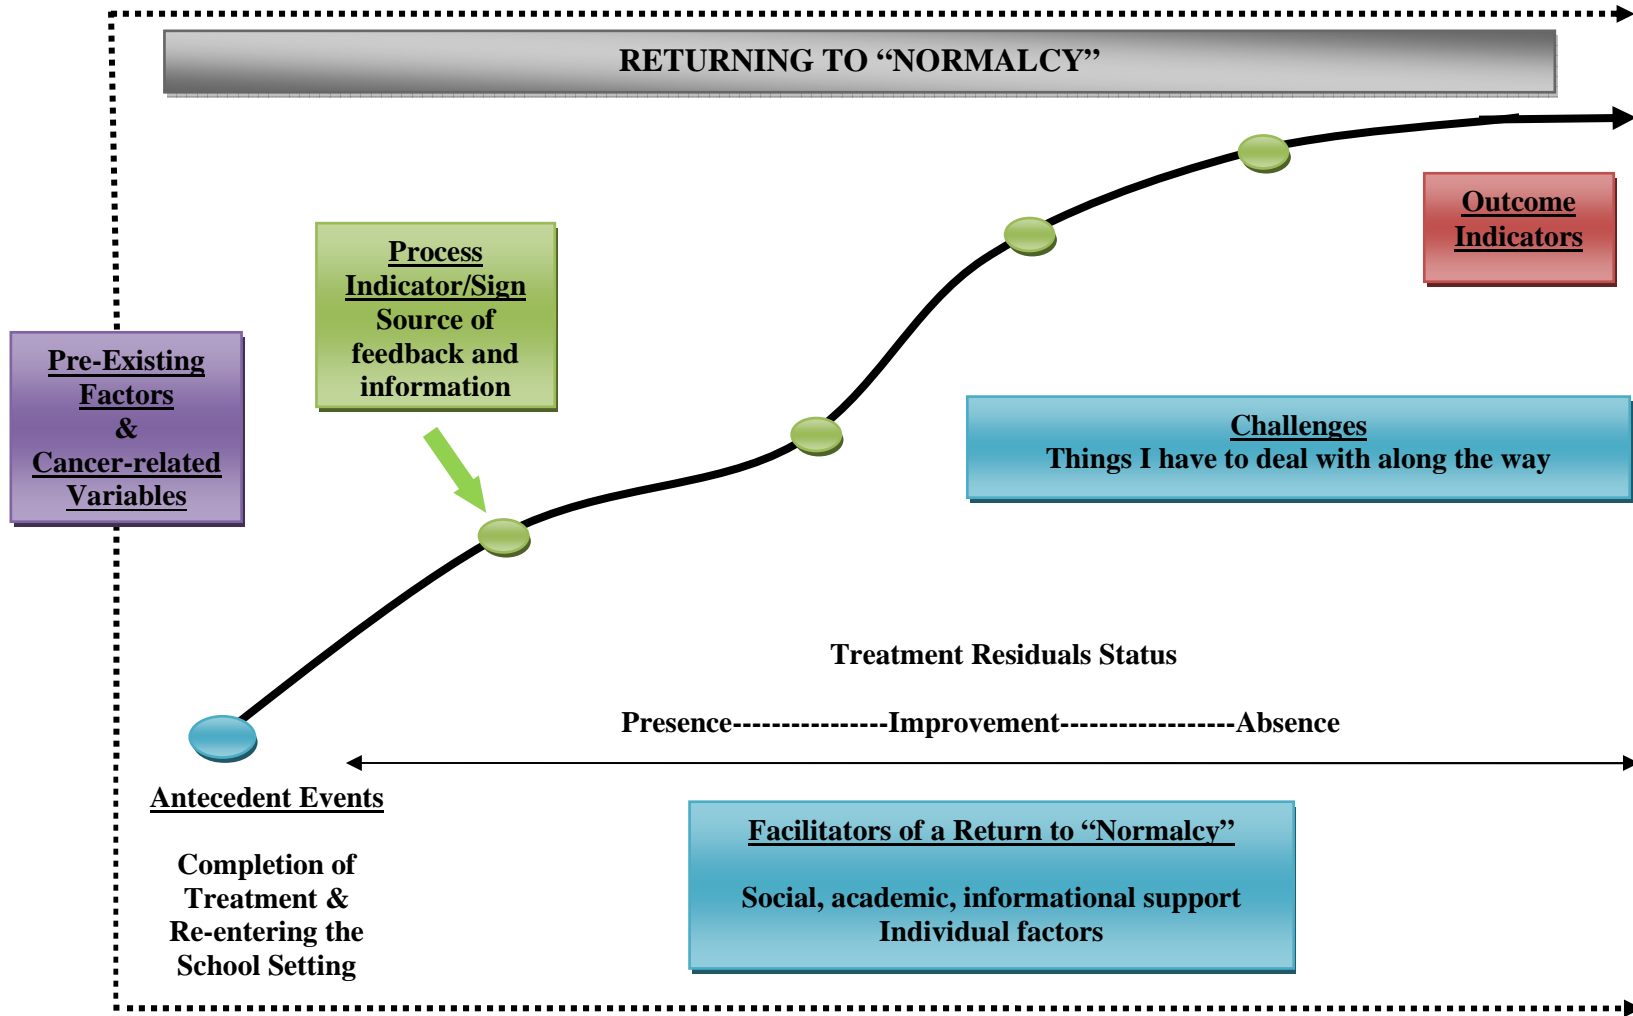 RETURNING TO “NORMALCY”
Outcome
Indicators
Process
Indicator/Sign
Source of
feedback and
information
Pre-Existing
Factors
&
Cancer-related
Variables
Challenges
Things I have to deal with along the way
Treatment Residuals Status
Presence----------------Improvement------------------Absence
Antecedent Events
Completion of
Treatment &
Re-entering the
School Setting
Facilitators of a Return to “Normalcy”
Social, academic, informational support
Individual factors